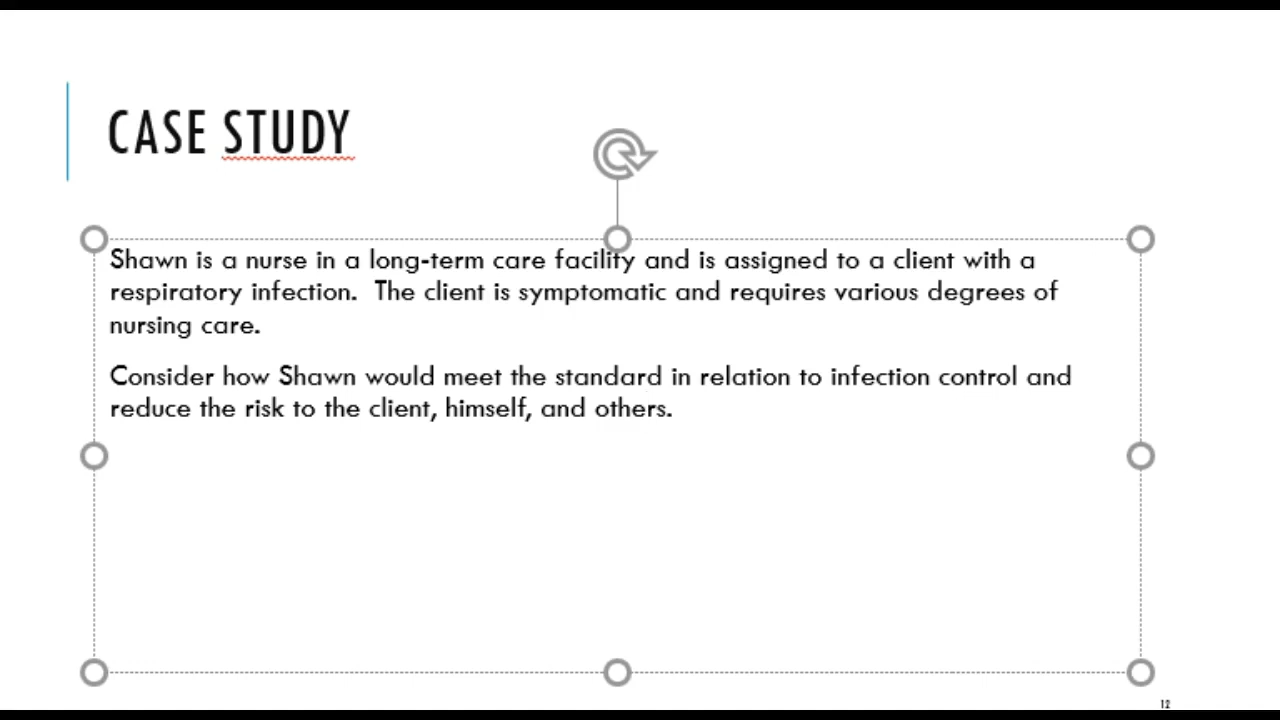 CASE STUDY
Shawn is a nurse in a long-term care facility and is assigned to a client with a
respiratory infection.  The client is symptomatic and requires various degrees of
nursing care.
Consider how Shawn would meet the standard in relation to infection control and
reduce the risk to the client, himself, and others.
12